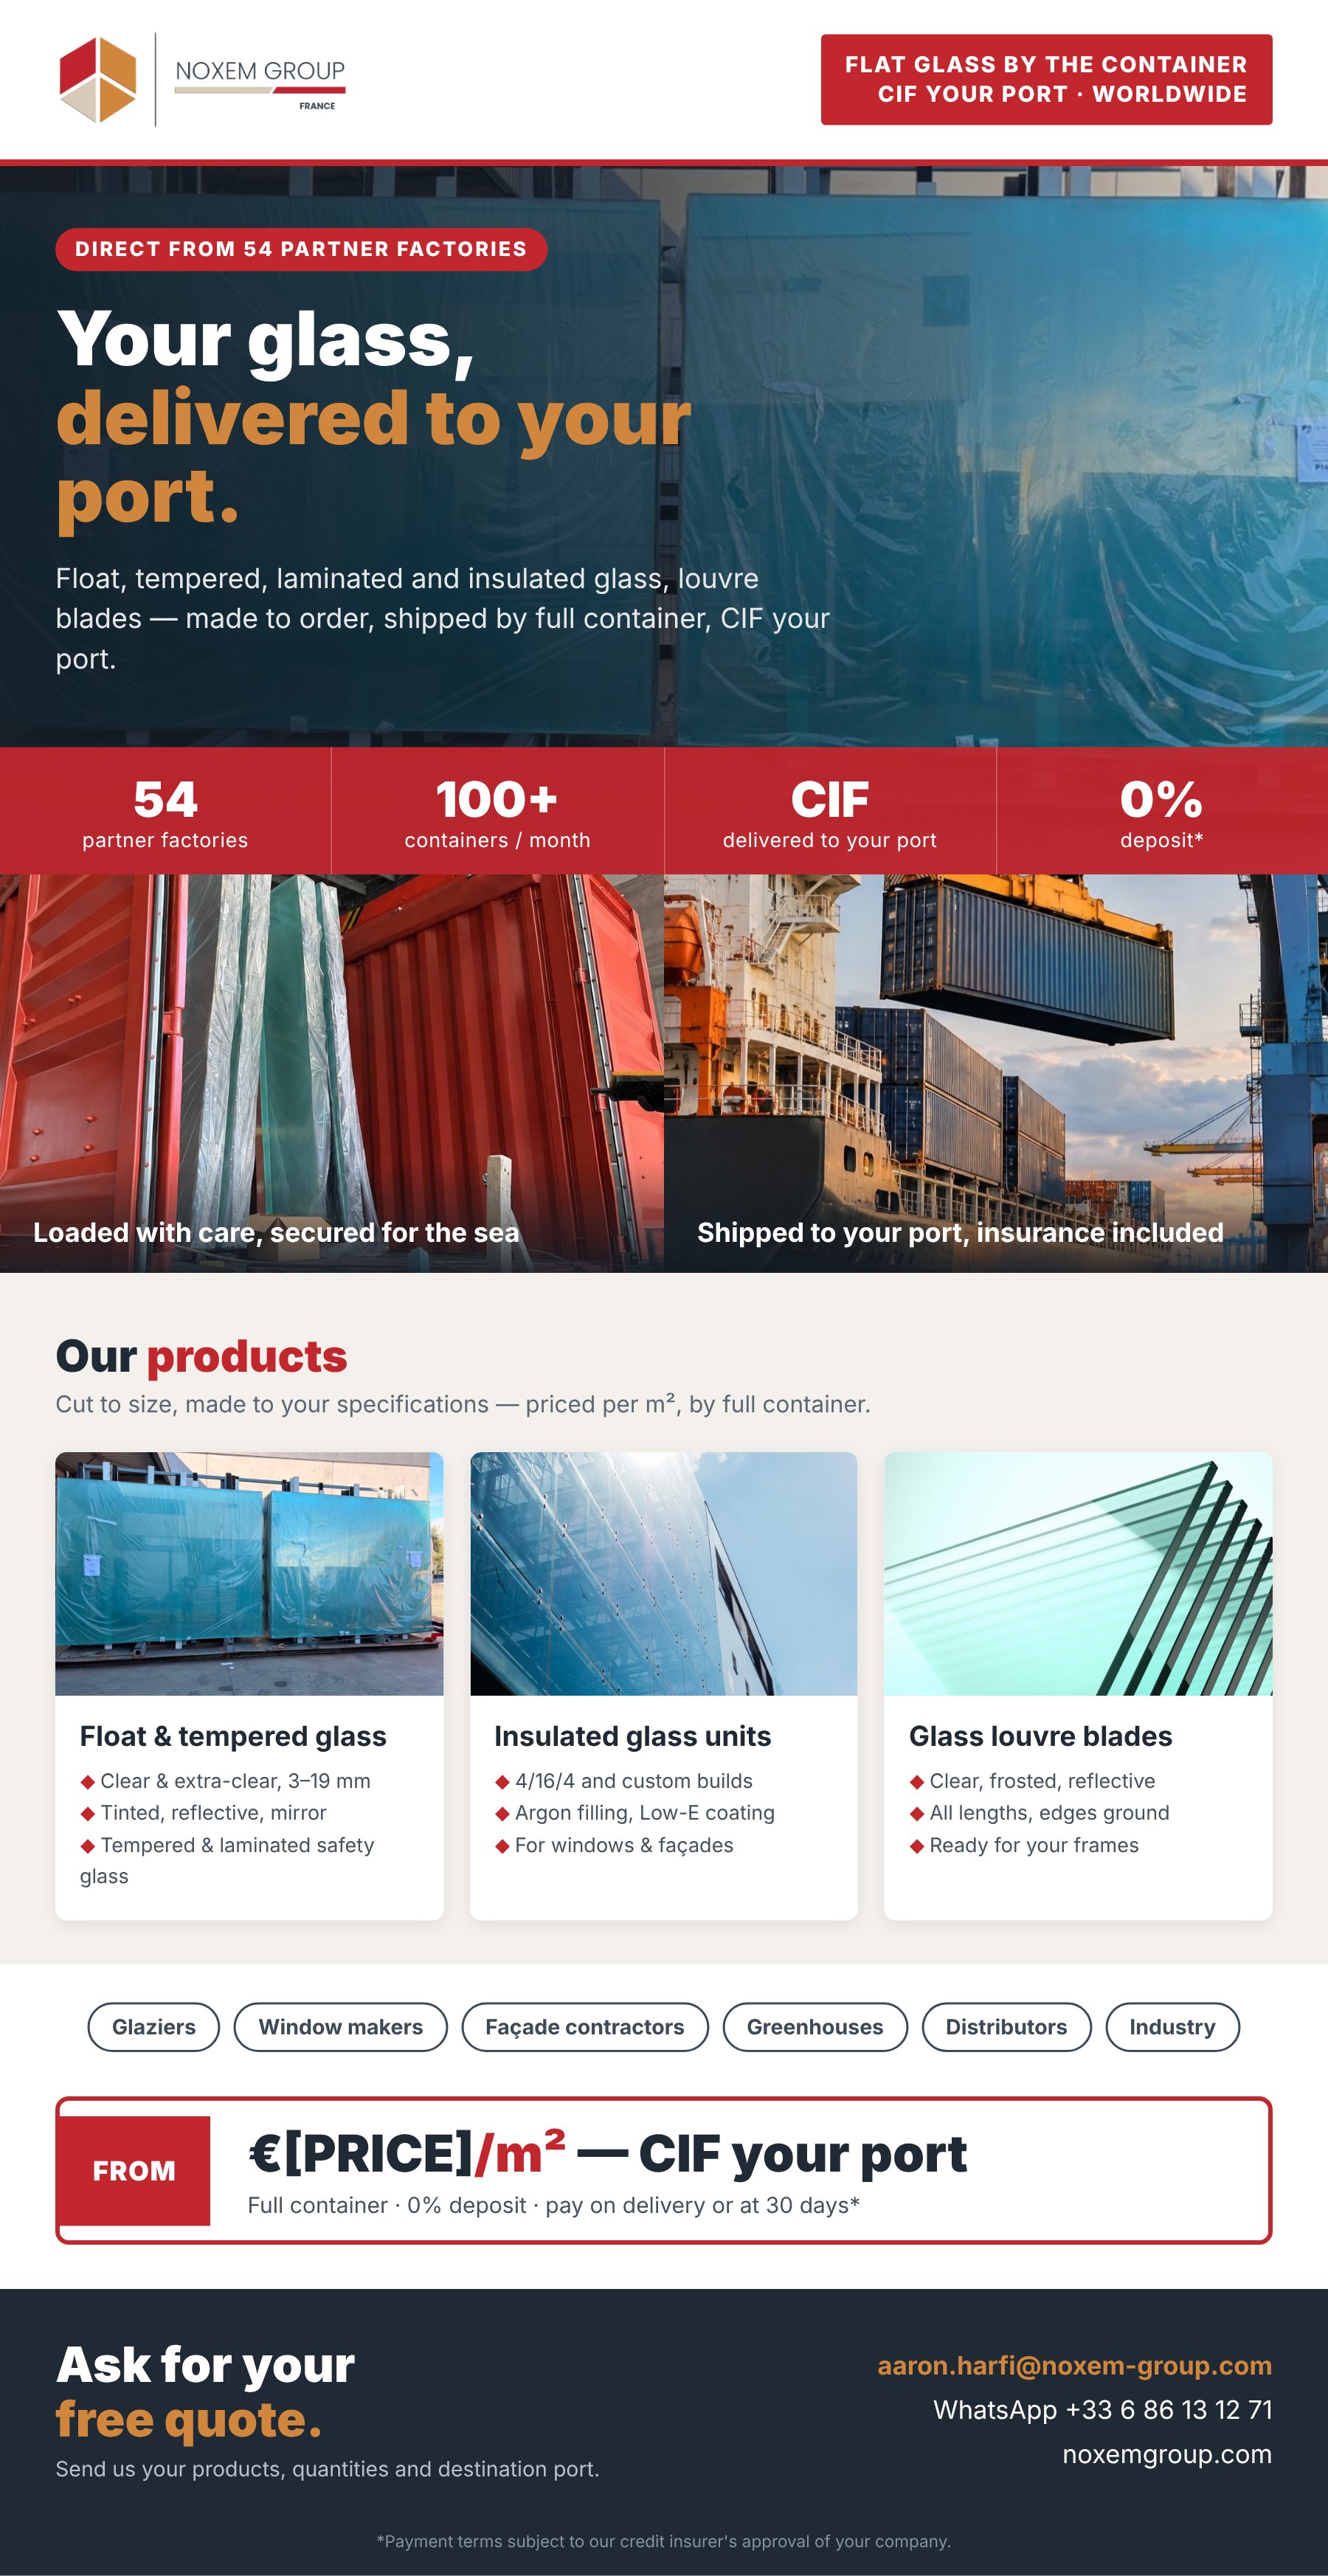 NOXEM GROUP
FRANCE
FLAT GLASS BY THE CONTAINER
CIF YOUR PORT · WORLDWIDE
DIRECT FROM 54 PARTNER FACTORIES
Your glass,
delivered to your
port.
Float, tempered, laminated and insulated glass, louvre
blades — made to order, shipped by full container, CIF your
port.
54
partner factories
100+
containers / month
CIF
delivered to your port
0%
deposit*
Loaded with care, secured for the sea
Shipped to your port, insurance included
Our products
Cut to size, made to your specifications — priced per m², by full container.
Float & tempered glass
◆ Clear & extra-clear, 3–19 mm
◆ Tinted, reflective, mirror
◆ Tempered & laminated safety
glass
Insulated glass units
◆ 4/16/4 and custom builds
◆ Argon filling, Low-E coating
◆ For windows & façades
Glass louvre blades
◆ Clear, frosted, reflective
◆ All lengths, edges ground
◆ Ready for your frames
Glaziers
Window makers
Façade contractors
Greenhouses
Distributors
Industry
FROM
€[PRICE]/m² — CIF your port
Full container · 0% deposit · pay on delivery or at 30 days*
Ask for your
free quote.
Send us your products, quantities and destination port.
aaron.harfi@noxem-group.com
WhatsApp +33 6 86 13 12 71
noxemgroup.com
*Payment terms subject to our credit insurer's approval of your company.